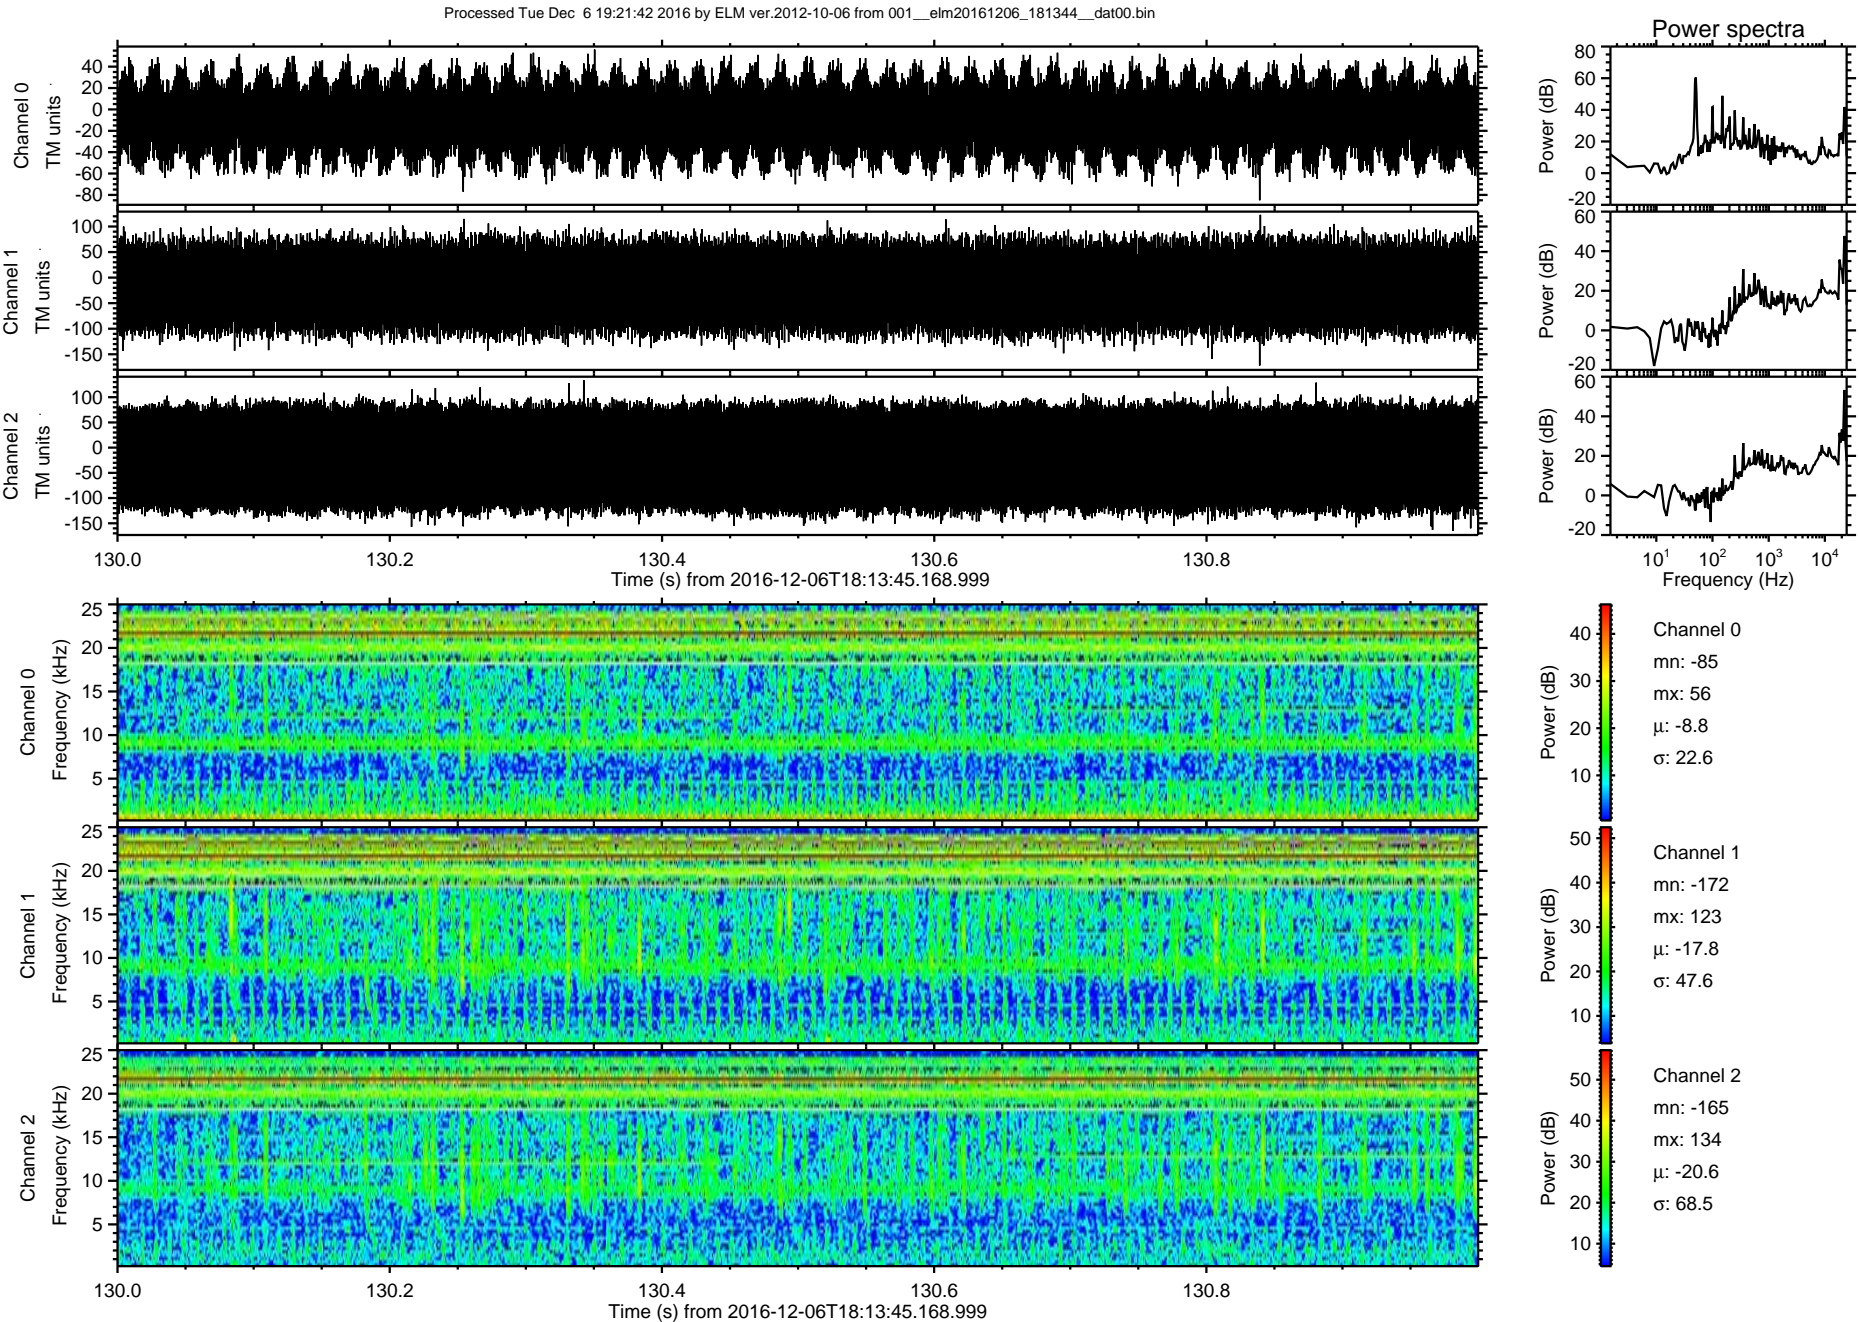 Processed Tue Dec  6 19:21:42 2016 by ELM ver.2012-10-06 from 001__elm20161206_181344__dat00.bin
Power spectra
Channel 0
TM units
40
20
0
-20
-40
-60
-80
Power (dB)
80
60
40
20
0
-20
Channel 1
TM units
100
50
0
-50
-100
-150
Power (dB)
60
40
20
0
-20
Channel 2
TM units
100
50
0
-50
-100
-150
Power (dB)
60
40
20
0
-20
130.0 130.2 130.4 130.6 130.8
Time (s) from 2016-12-06T18:13:45.168.999
10^1 10^2 10^3 10^4
Frequency (Hz)
Channel 0
Frequency (kHz)
25
20
15
10
5
Power (dB)
40
30
20
10
Channel 0
mn: -85
mx: 56
μ: -8.8
σ: 22.6
Channel 1
Frequency (kHz)
25
20
15
10
5
Power (dB)
50
40
30
20
10
Channel 1
mn: -172
mx: 123
μ: -17.8
σ: 47.6
Channel 2
Frequency (kHz)
25
20
15
10
5
Power (dB)
50
40
30
20
10
Channel 2
mn: -165
mx: 134
μ: -20.6
σ: 68.5
130.0 130.2 130.4 130.6 130.8
Time (s) from 2016-12-06T18:13:45.168.999